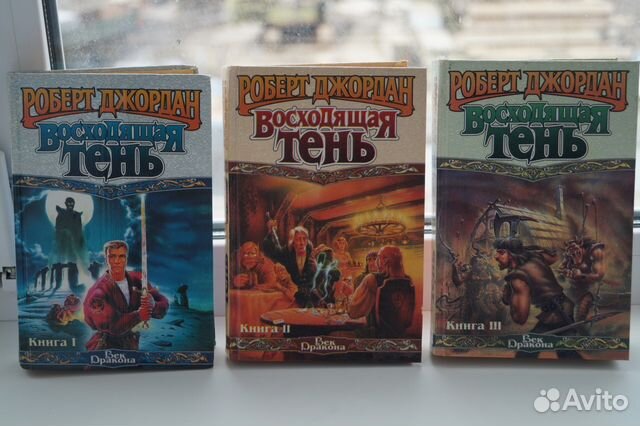 Роберт Джордан
Восходящая
Тень
Книга I
Век
Дракона
Роберт Джордан
Восходящая
Тень
Книга II
Век
Дракона
Роберт Джордан
Восходящая
Тень
Книга III
Век
Дракона
Avito